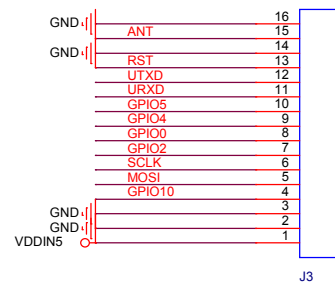 GND 16
ANT 15
GND 14
RST 13
UTXD 12
URXD 11
GPIO5 10
GPIO4 9
GPIO0 8
GPIO2 7
SCLK 6
MOSI 5
GPIO10 4
GND 3
GND 2
VDDIN5 1
J3